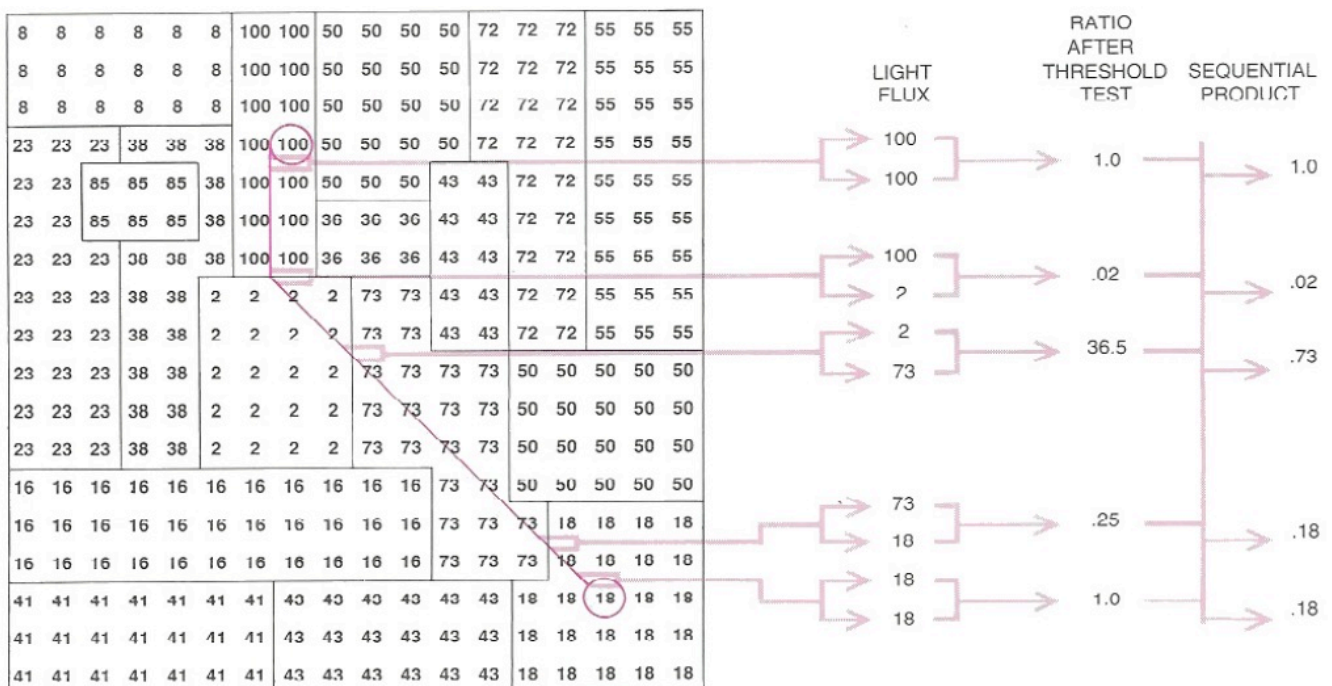 8 8 8 8 8 8 100 100 50 50 50 50 72 72 72 55 55 55
8 8 8 8 8 8 100 100 50 50 50 50 72 72 72 55 55 55
8 8 8 8 8 8 100 100 50 50 50 50 72 72 72 55 55 55
23 23 23 38 38 38 100 100 50 50 50 50 72 72 72 55 55 55
23 23 85 85 85 38 100 100 50 50 50 43 43 72 72 55 55 55
23 23 85 85 85 38 100 100 36 36 36 43 43 72 72 55 55 55
23 23 23 38 38 38 100 100 36 36 36 43 43 72 72 55 55 55
23 23 23 38 38 2 2 2 2 73 73 43 43 72 72 55 55 55
23 23 23 38 38 2 2 2 2 73 73 43 43 72 72 55 55 55
23 23 23 38 38 2 2 2 2 73 73 73 73 50 50 50 50 50
23 23 23 38 38 2 2 2 2 73 73 73 73 50 50 50 50 50
23 23 23 38 38 2 2 2 2 73 73 73 73 50 50 50 50 50
16 16 16 16 16 16 16 16 16 16 16 73 73 50 50 50 50 50
16 16 16 16 16 16 16 16 16 16 16 73 73 73 18 18 18 18
16 16 16 16 16 16 16 16 16 16 16 73 73 73 18 18 18 18
41 41 41 41 41 41 41 43 43 43 43 43 43 18 18 18 18 18
41 41 41 41 41 41 41 43 43 43 43 43 43 18 18 18 18 18
41 41 41 41 41 41 41 43 43 43 43 43 43 18 18 18 18 18
LIGHT
FLUX
100
100
100
2
2
73
73
18
18
18
RATIO
AFTER
THRESHOLD
TEST
1.0
.02
36.5
.25
1.0
SEQUENTIAL
PRODUCT
1.0
.02
.73
.18
.18